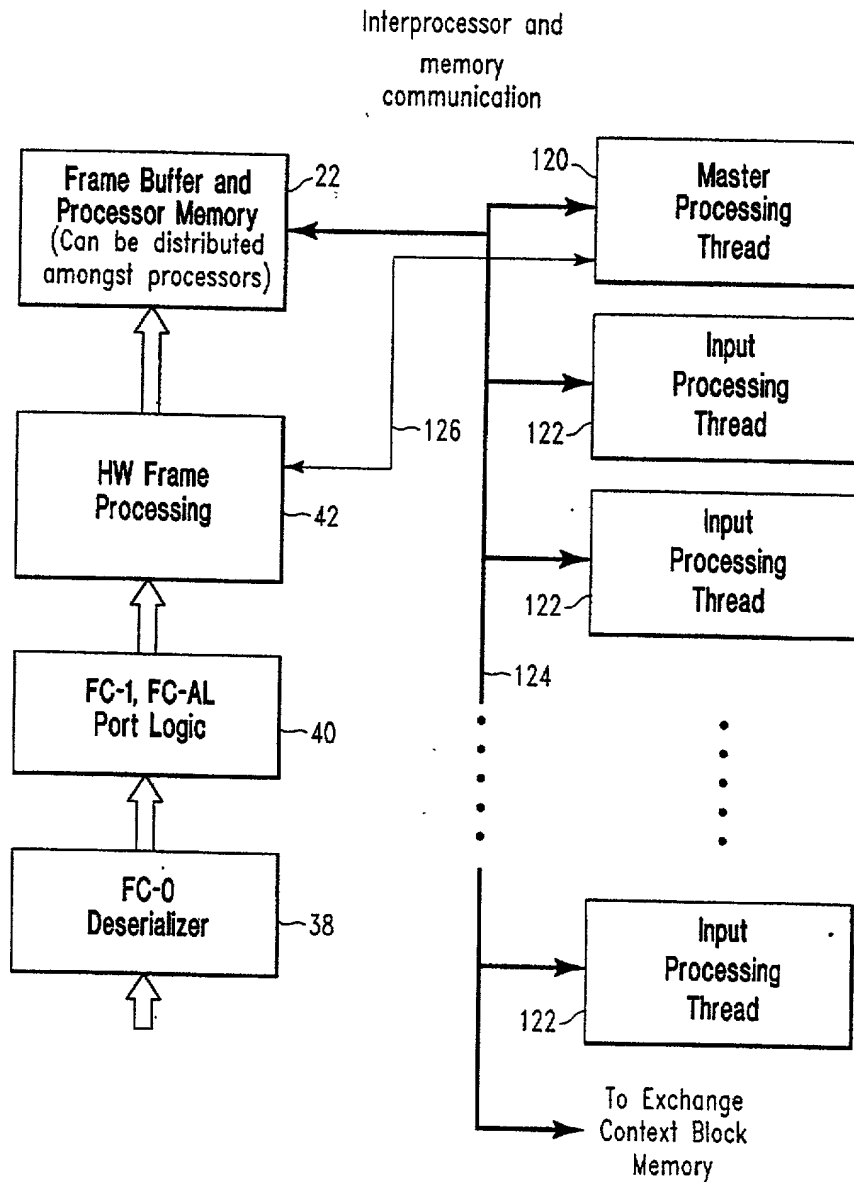 Interprocessor and
memory
communication
Frame Buffer and
Processor Memory
(Can be distributed
amongst processors)
22
120
Master
Processing
Thread
Input
Processing
Thread
122
126
HW Frame
Processing
42
Input
Processing
Thread
122
124
FC-1, FC-AL
Port Logic
40
FC-0
Deserializer
38
Input
Processing
Thread
122
To Exchange
Context Block
Memory